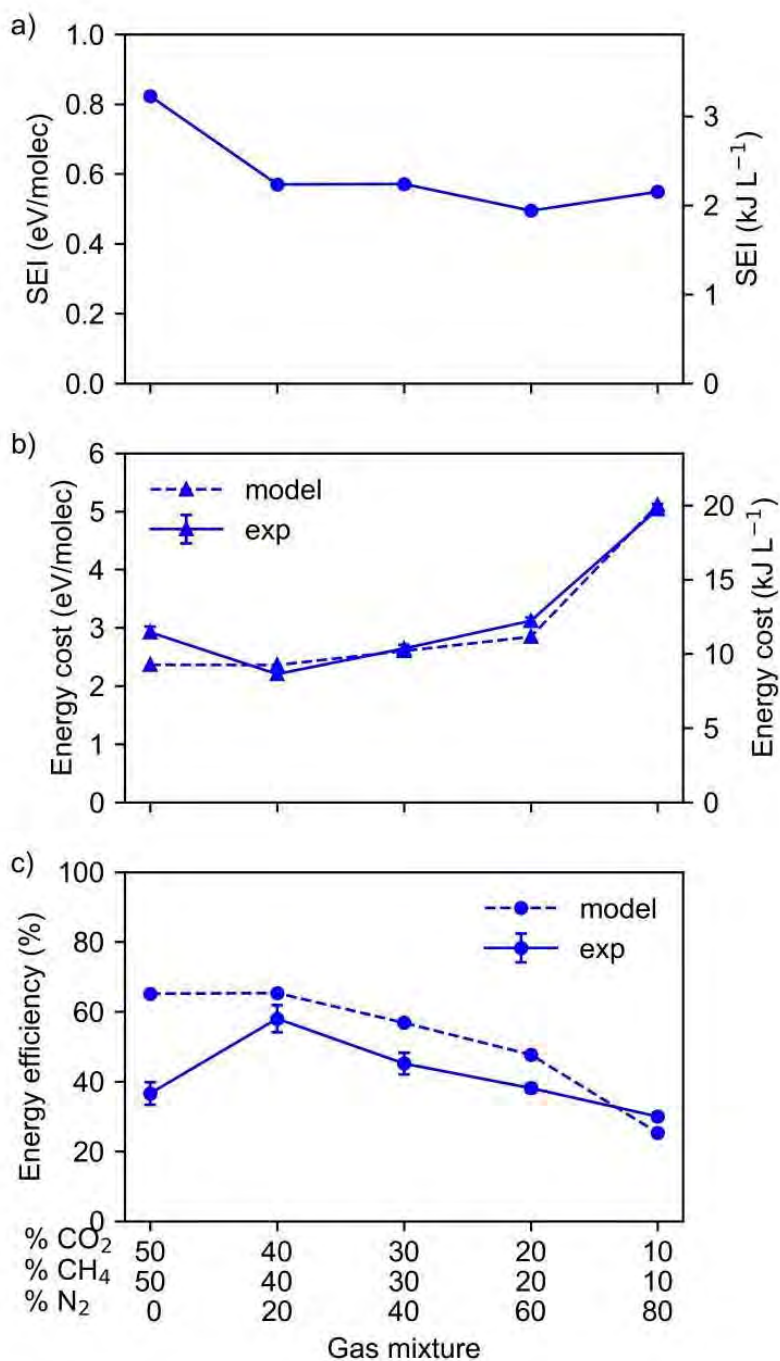 a)
1.0
0.8
0.6
0.4
0.2
0.0
SEI (eV/molec)
3
2
1
0
SEI (kJ L⁻¹)
b)
6
5
4
3
2
1
0
Energy cost (eV/molec)
model
exp
20
15
10
5
0
Energy cost (kJ L⁻¹)
c)
100
80
60
40
20
0
Energy efficiency (%)
model
exp
% CO₂ 50 40 30 20 10
% CH₄ 50 40 30 20 10
% N₂ 0 20 40 60 80
Gas mixture